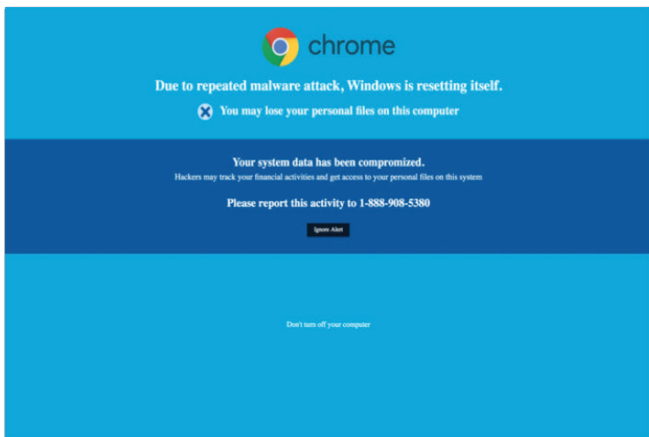 chrome
Due to repeated malware attack, Windows is resetting itself.
You may lose your personal files on this computer
Your system data has been compromised.
Hackers may track your financial activities and get access to your personal files on this system
Please report this activity to 1-888-908-5380
Ignore Alert
Don't turn off your computer